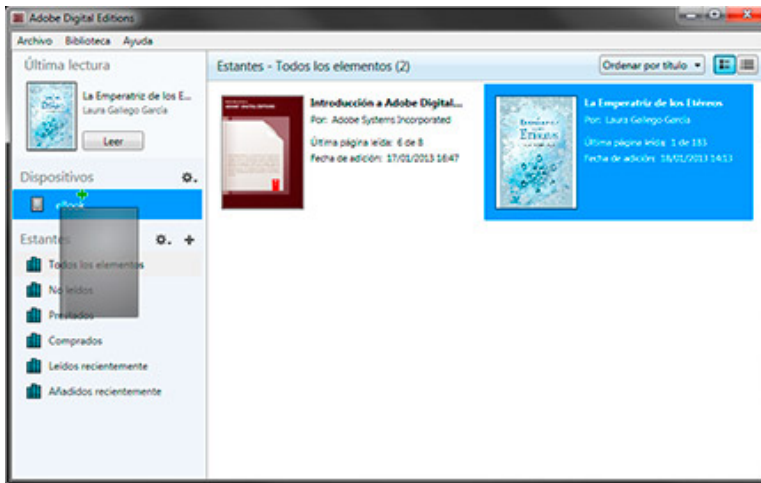 Adobe Digital Editions
Archivo Biblioteca Ayuda
Última lectura
La Emperatriz de los E...
Laura Gallego García
Leer
Dispositivos
eBook
Estantes
Todos los elementos
No leídos
Prestados
Comprados
Leídos recientemente
Añadidos recientemente
Estantes - Todos los elementos (2)
Ordenar por título
Introducción a Adobe Digital...
Por: Adobe Systems Incorporated
Última página leída: 6 de 8
Fecha de adición: 17/01/2013 16:47
La Emperatriz de los Etéreos
Por: Laura Gallego García
Última página leída: 1 de 183
Fecha de adición: 18/01/2013 14:13